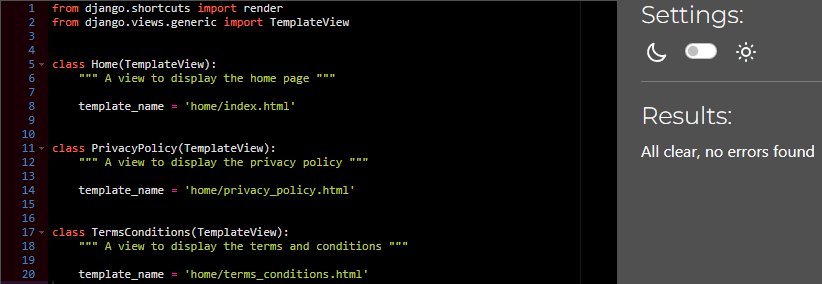 1 from django.shortcuts import render
2 from django.views.generic import TemplateView
3
4
5 class Home(TemplateView):
6     """ A view to display the home page """
7
8     template_name = 'home/index.html'
9
10
11 class PrivacyPolicy(TemplateView):
12     """ A view to display the privacy policy """
13
14     template_name = 'home/privacy_policy.html'
15
16
17 class TermsConditions(TemplateView):
18     """ A view to display the terms and conditions """
19
20     template_name = 'home/terms_conditions.html'
Settings:
Results:
All clear, no errors found